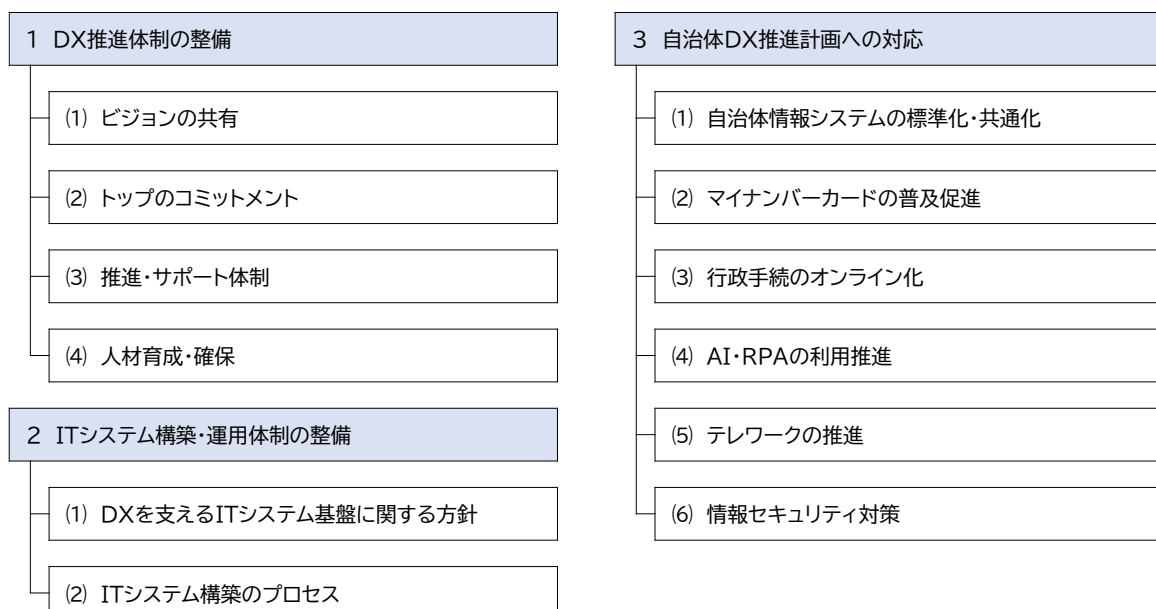 1 DX推進体制の整備
⑴ ビジョンの共有
⑵ トップのコミットメント
⑶ 推進・サポート体制
⑷ 人材育成・確保
2 ITシステム構築・運用体制の整備
⑴ DXを支えるITシステム基盤に関する方針
⑵ ITシステム構築のプロセス
3 自治体DX推進計画への対応
⑴ 自治体情報システムの標準化・共通化
⑵ マイナンバーカードの普及促進
⑶ 行政手続のオンライン化
⑷ AI・RPAの利用推進
⑸ テレワークの推進
⑹ 情報セキュリティ対策